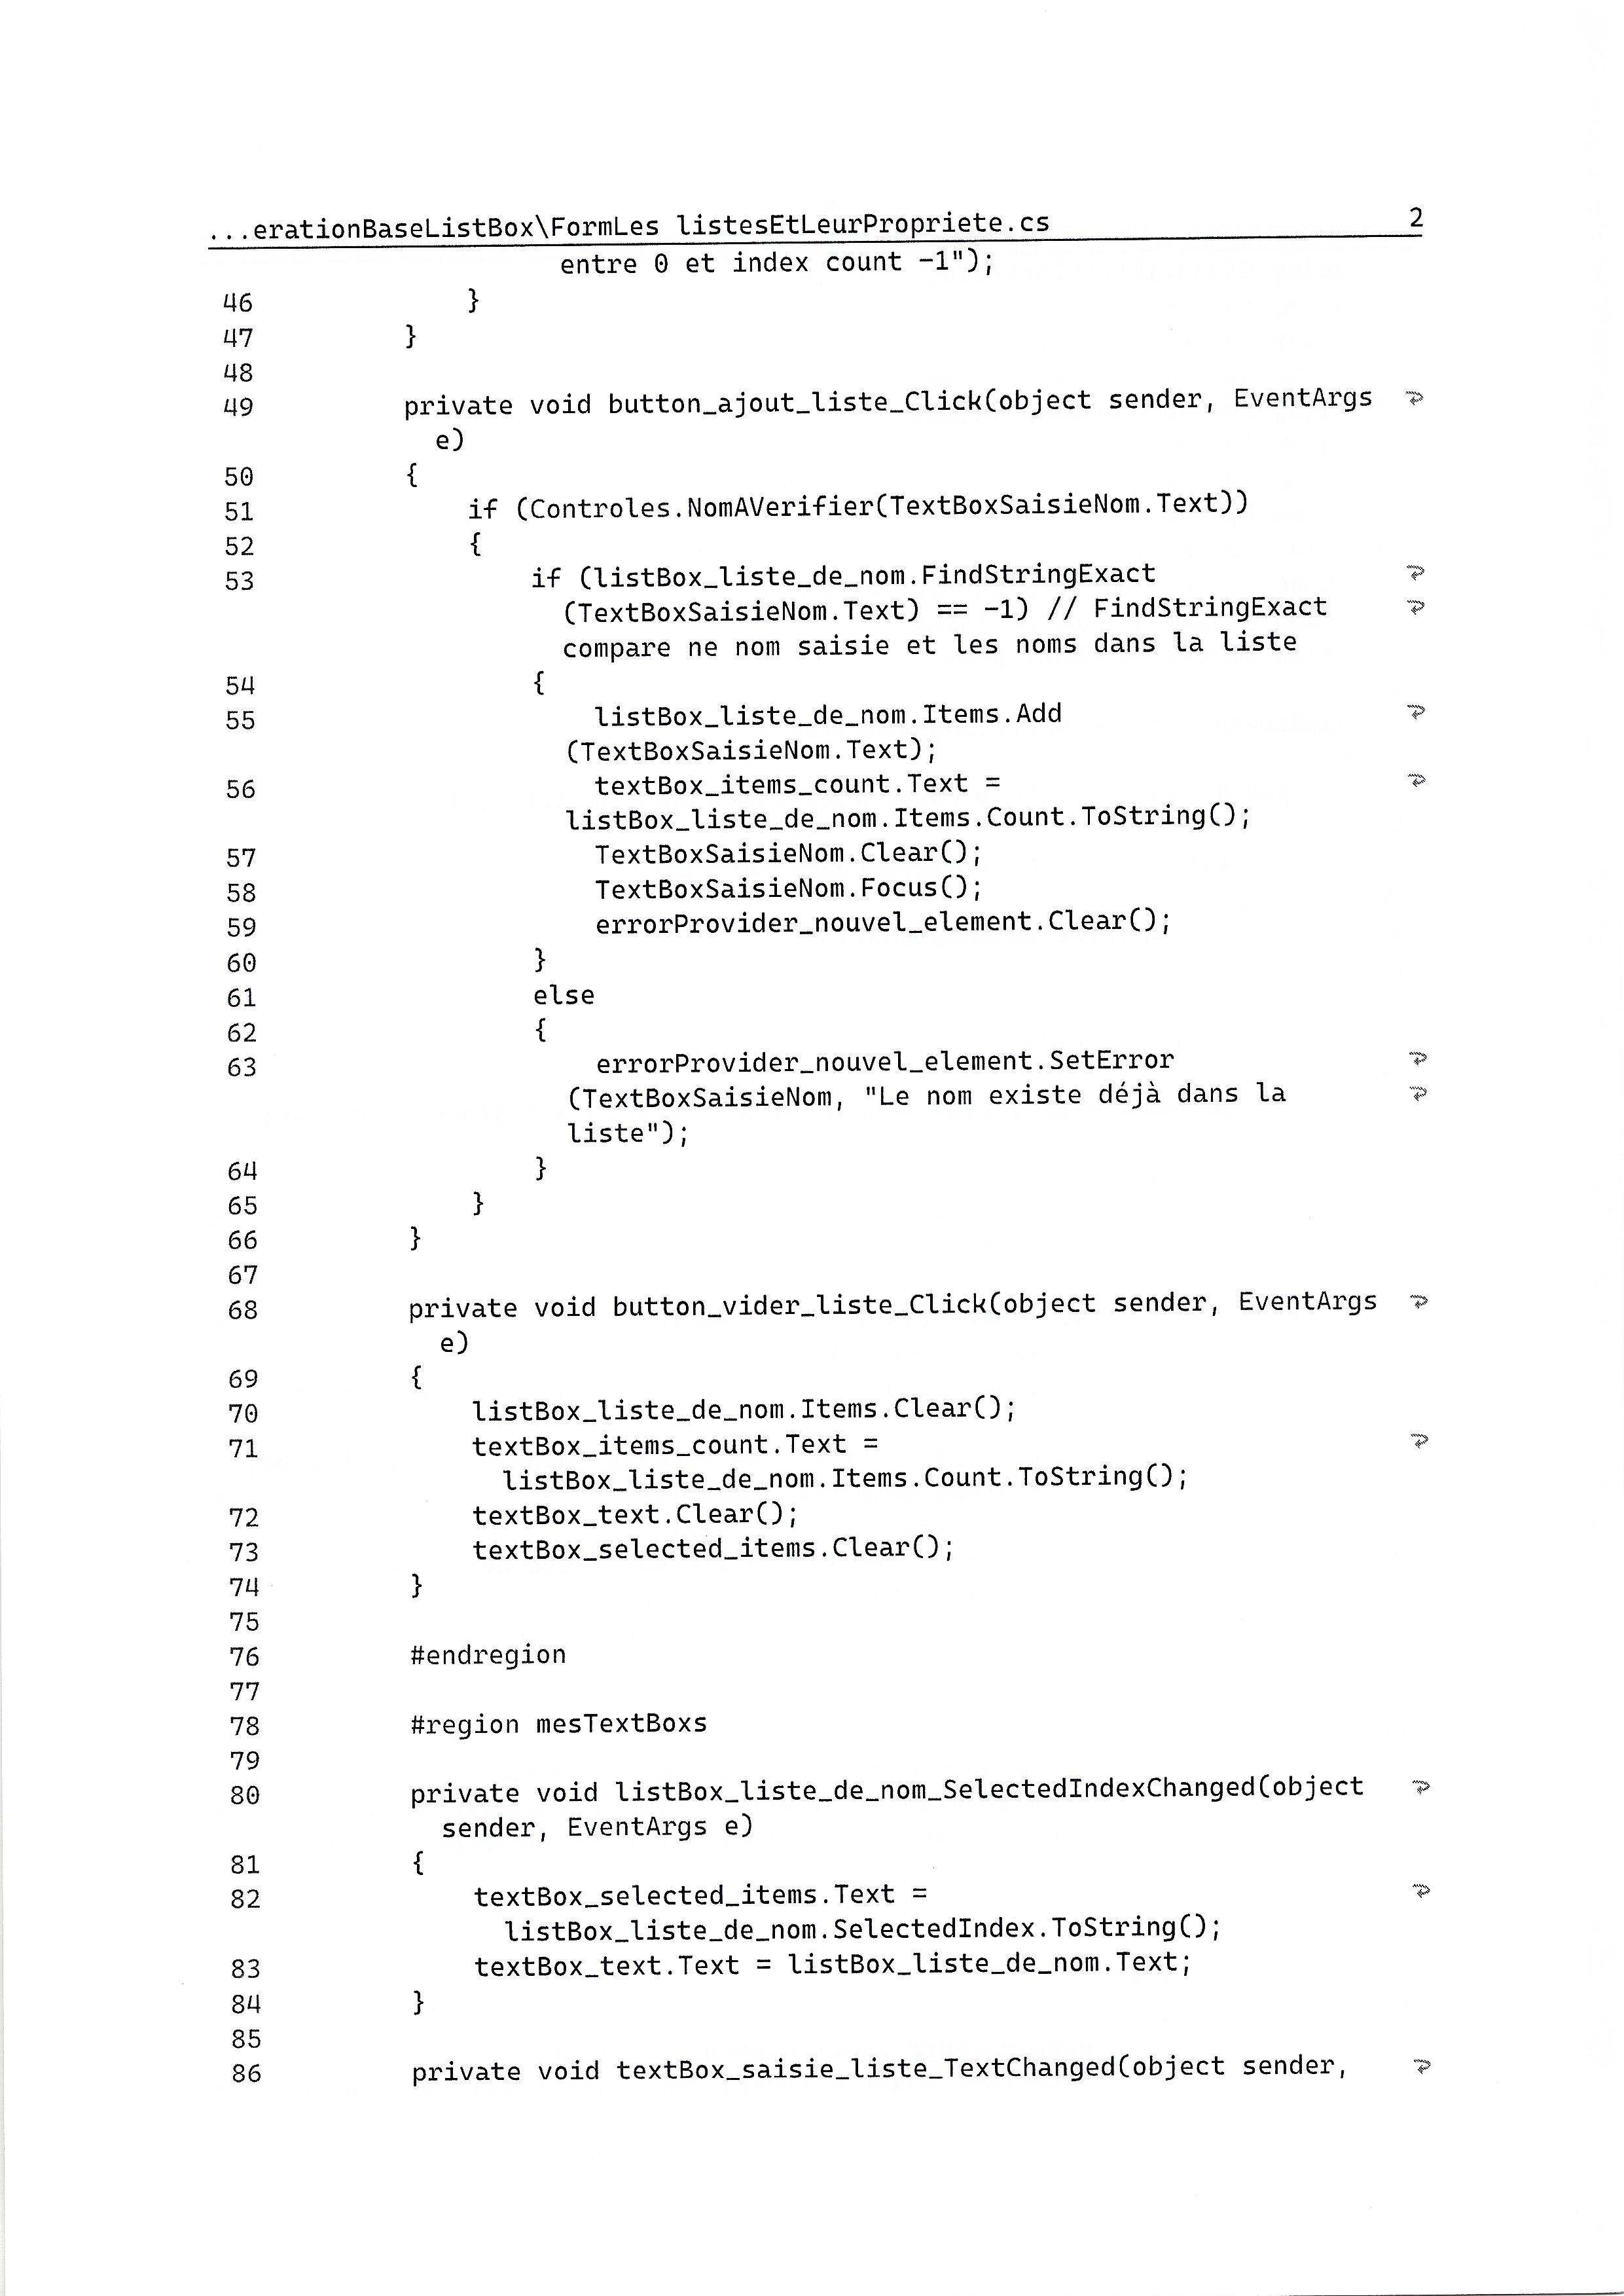 ...erationBaseListBox\FormLes listesEtLeurPropriete.cs 2
entre 0 et index count -1");
46 }
47 }
48
49 private void button_ajout_liste_Click(object sender, EventArgs
e)
50 {
51 if (Controles.NomAVerifier(TextBoxSaisieNom.Text))
52 {
53 if (listBox_liste_de_nom.FindStringExact
(TextBoxSaisieNom.Text) == -1) // FindStringExact
compare ne nom saisie et les noms dans la liste
54 {
55 listBox_liste_de_nom.Items.Add
(TextBoxSaisieNom.Text);
56 textBox_items_count.Text =
listBox_liste_de_nom.Items.Count.ToString();
57 TextBoxSaisieNom.Clear();
58 TextBoxSaisieNom.Focus();
59 errorProvider_nouvel_element.Clear();
60 }
61 else
62 {
63 errorProvider_nouvel_element.SetError
(TextBoxSaisieNom, "Le nom existe déjà dans la
liste");
64 }
65 }
66 }
67
68 private void button_vider_liste_Click(object sender, EventArgs
e)
69 {
70 listBox_liste_de_nom.Items.Clear();
71 textBox_items_count.Text =
listBox_liste_de_nom.Items.Count.ToString();
72 textBox_text.Clear();
73 textBox_selected_items.Clear();
74 }
75
76 #endregion
77
78 #region mesTextBoxs
79
80 private void listBox_liste_de_nom_SelectedIndexChanged(object
sender, EventArgs e)
81 {
82 textBox_selected_items.Text =
listBox_liste_de_nom.SelectedIndex.ToString();
83 textBox_text.Text = listBox_liste_de_nom.Text;
84 }
85
86 private void textBox_saisie_liste_TextChanged(object sender,